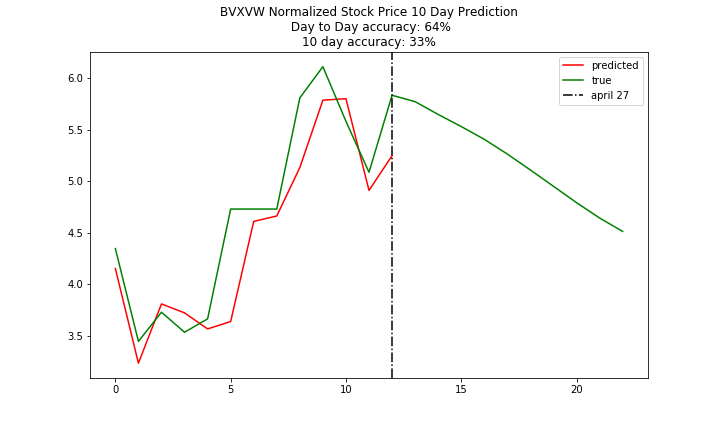 BVXVW Normalized Stock Price 10 Day Prediction
Day to Day accuracy: 64%
10 day accuracy: 33%
predicted
true
april 27
6.0
5.5
5.0
4.5
4.0
3.5
0 5 10 15 20